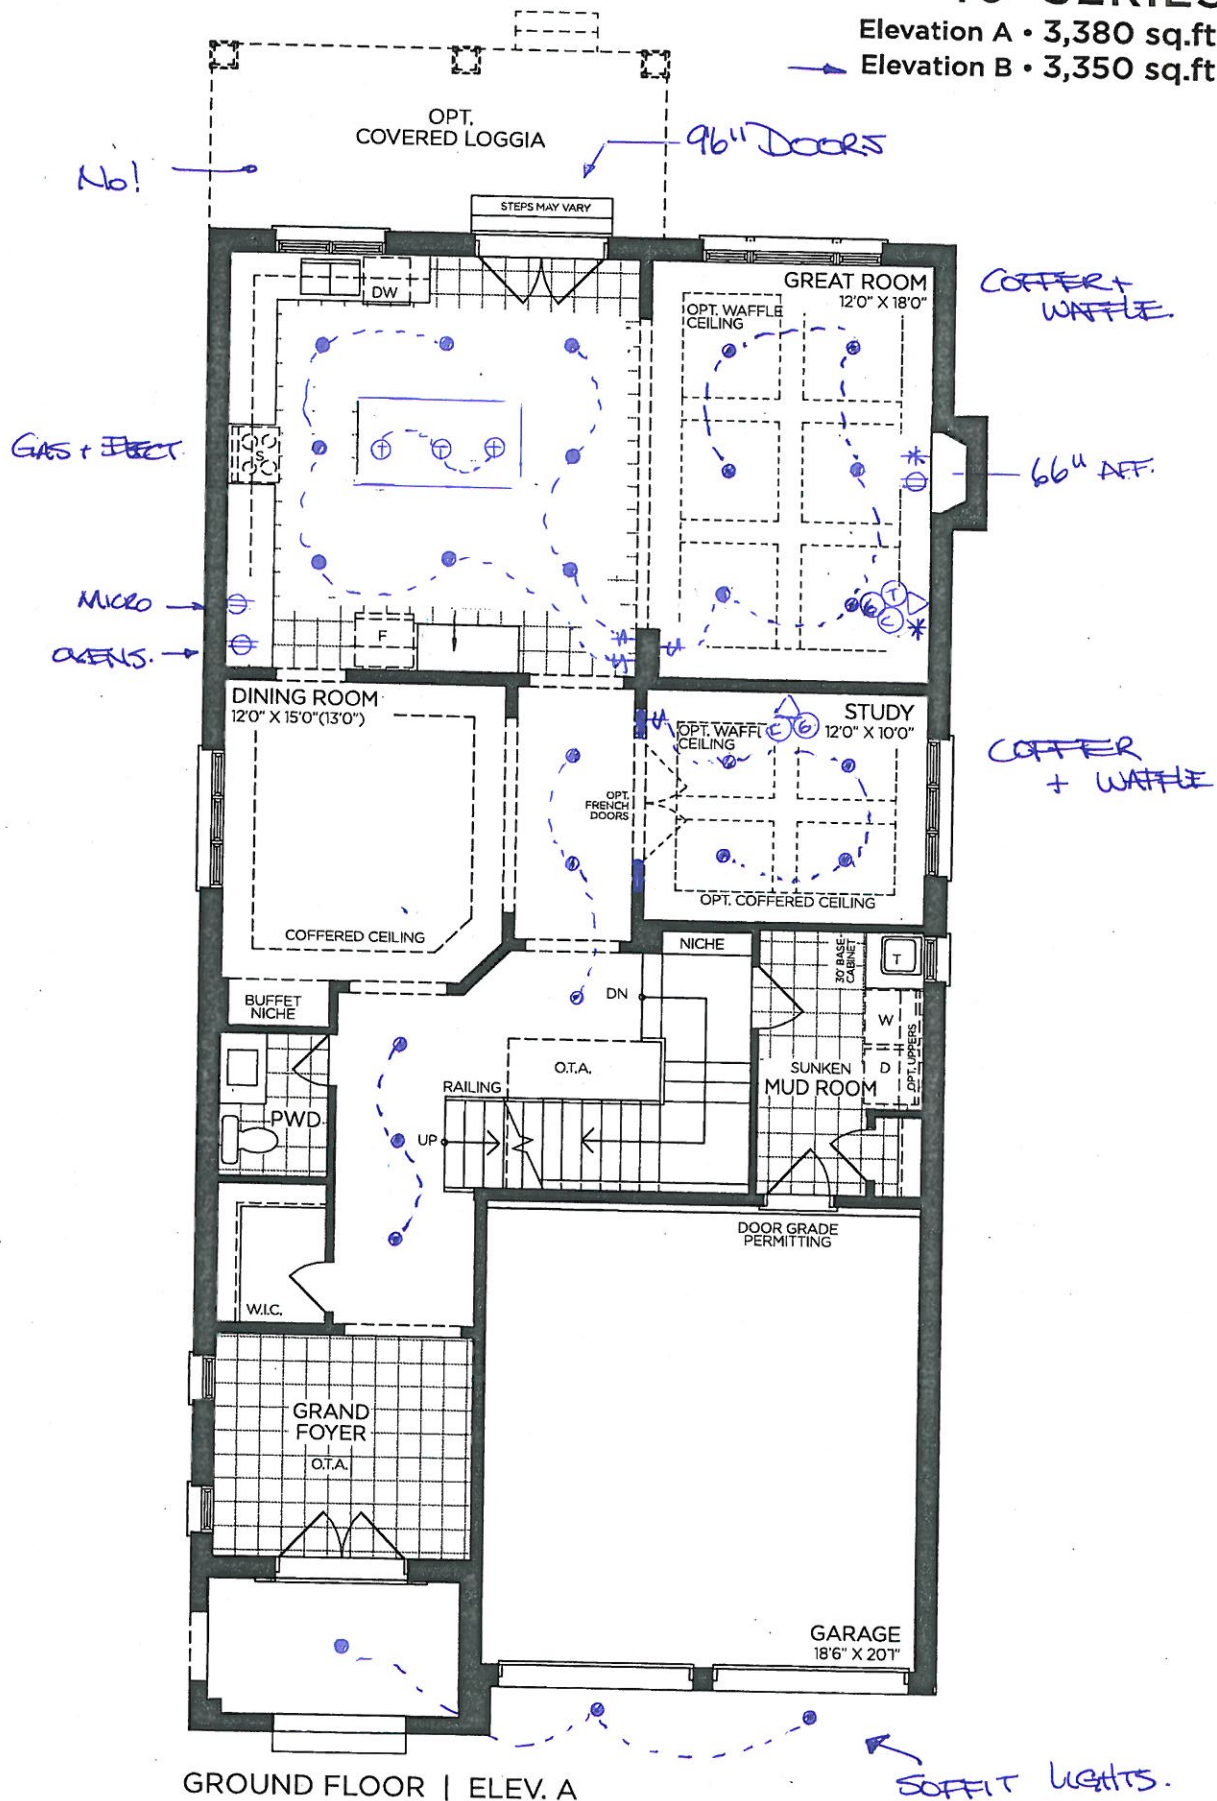 SERIES
Elevation A • 3,380 sq.ft
Elevation B • 3,350 sq.ft
OPT.
COVERED LOGGIA
96" DOORS
No!
STEPS MAY VARY
DW
GREAT ROOM
12'0" X 18'0"
OPT. WAFFLE
CEILING
COFFER +
WAFFLE.
S
T
GAS + ELECT
66" AFF.
MICRO
OVENS.
F
G
T
C
DINING ROOM
12'0" X 15'0"(13'0")
STUDY
12'0" X 10'0"
OPT. WAFFL
CEILING
C
G
COFFER
+ WAFFLE
OPT.
FRENCH
DOORS
OPT. COFFERED CEILING
COFFERED CEILING
NICHE
30' BASE-
CABINET
T
BUFFET
NICHE
DN
W
D
OPT. UPPERS
SUNKEN
MUD ROOM
O.T.A.
RAILING
UP
PWD
DOOR GRADE
PERMITTING
W.I.C.
GRAND
FOYER
O.T.A.
GARAGE
18'6" X 20'1"
SOFFIT LIGHTS.
GROUND FLOOR | ELEV. A